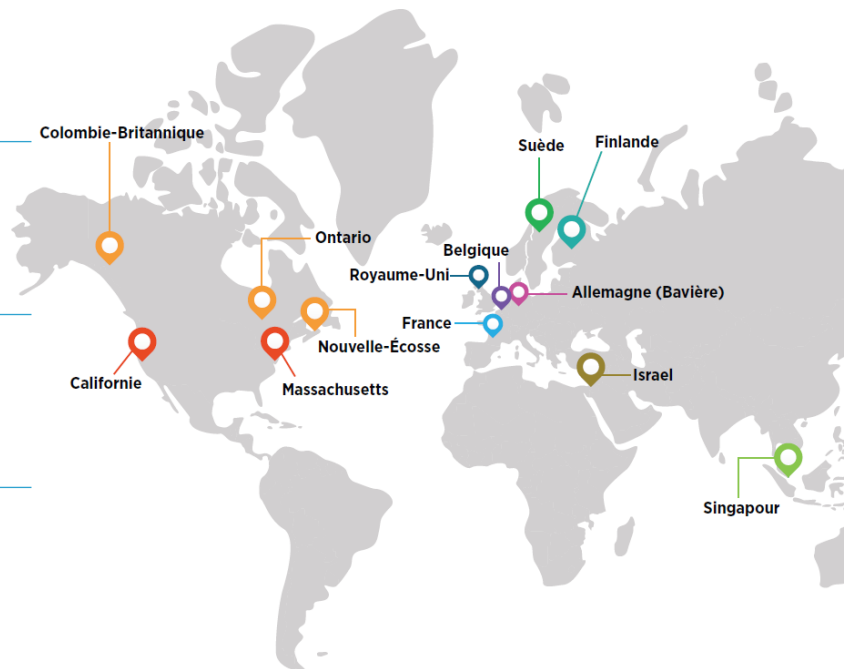 Colombie-Britannique
Suède
Finlande
Ontario
Belgique
Royaume-Uni
Allemagne (Bavière)
France
Nouvelle-Écosse
Israel
Californie
Massachusetts
Singapour